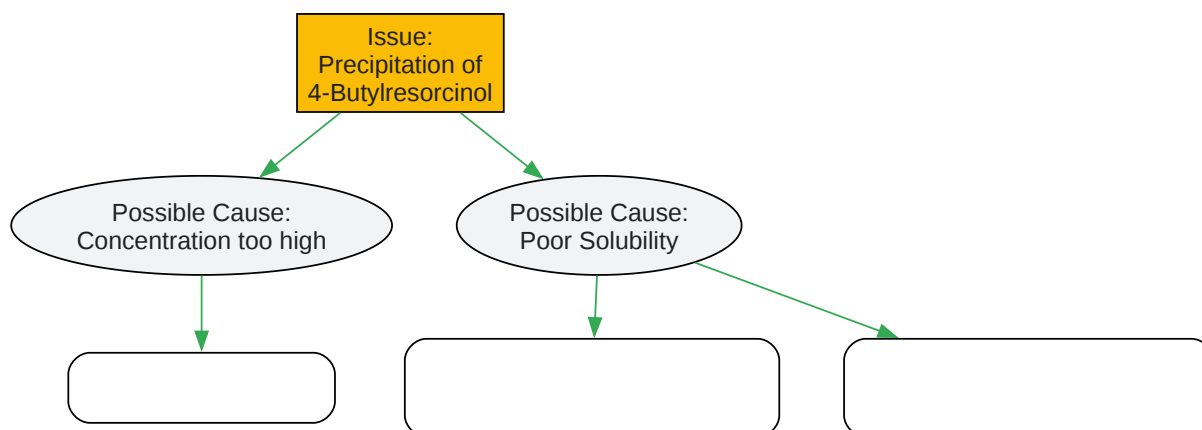 Issue:
Precipitation of
4-Butylresorcinol
Possible Cause:
Concentration too high
Possible Cause:
Poor Solubility